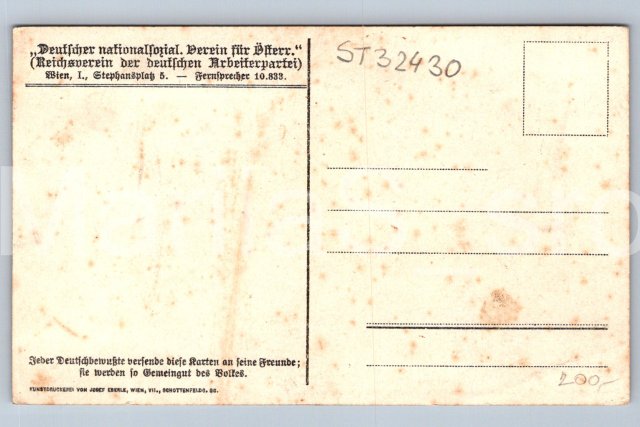 „Deutscher nationalsozial. Verein für Österr.“
(Reichsverein der deutschen Arbeiterpartei)
Wien, I., Stephansplatz 5. — Fernsprecher 10.833.
ST32430
Jeder Deutschbewußte versende diese Karten an seine Freunde;
sie werden so Gemeingut des Volkes.
KUNSTDRUCKEREI VON JOSEF EBERLE, WIEN, VII., SCHOTTENFELDG.
200,-